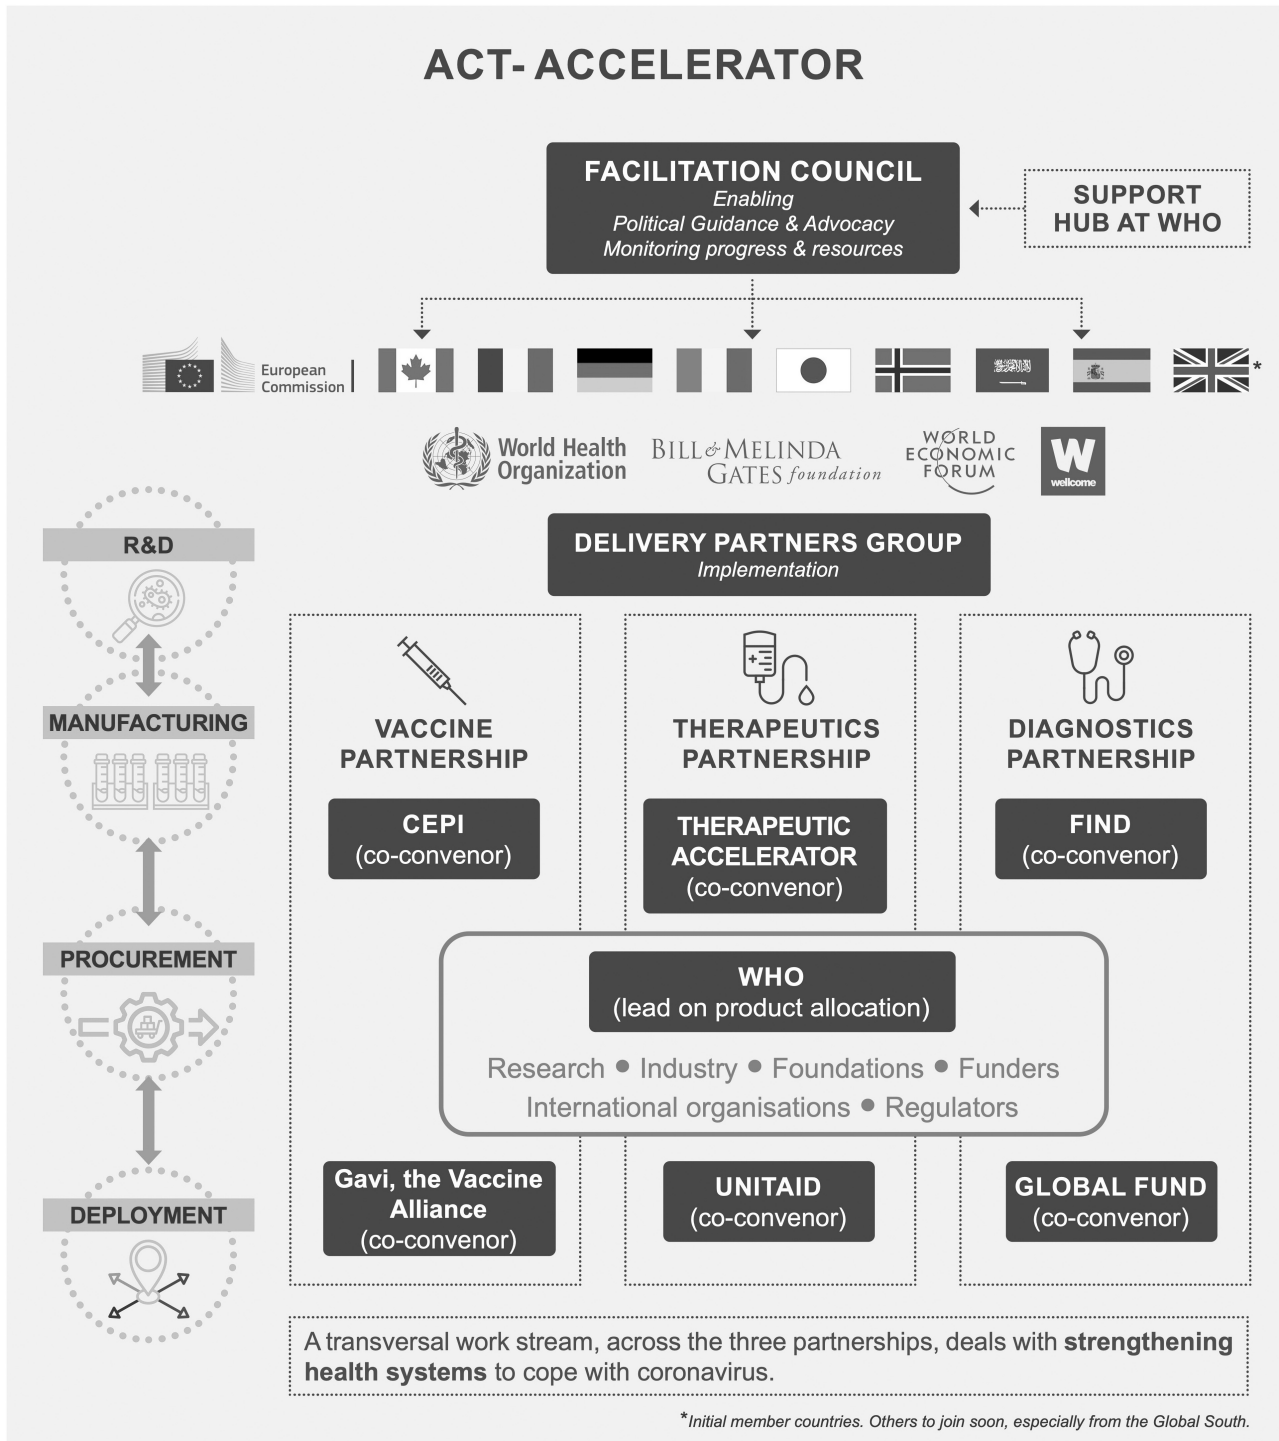 ACT- ACCELERATOR
FACILITATION COUNCIL
Enabling
Political Guidance & Advocacy
Monitoring progress & resources
SUPPORT
HUB AT WHO
European
Commission
*
World Health
Organization
BILL & MELINDA
GATES foundation
WORLD
ECONOMIC
FORUM
W
wellcome
DELIVERY PARTNERS GROUP
Implementation
R&D
MANUFACTURING
PROCUREMENT
DEPLOYMENT
VACCINE
PARTNERSHIP
CEPI
(co-convenor)
THERAPEUTICS
PARTNERSHIP
THERAPEUTIC
ACCELERATOR
(co-convenor)
DIAGNOSTICS
PARTNERSHIP
FIND
(co-convenor)
WHO
(lead on product allocation)
Research • Industry • Foundations • Funders
International organisations • Regulators
Gavi, the Vaccine
Alliance
(co-convenor)
UNITAID
(co-convenor)
GLOBAL FUND
(co-convenor)
A transversal work stream, across the three partnerships, deals with strengthening
health systems to cope with coronavirus.
*Initial member countries. Others to join soon, especially from the Global South.